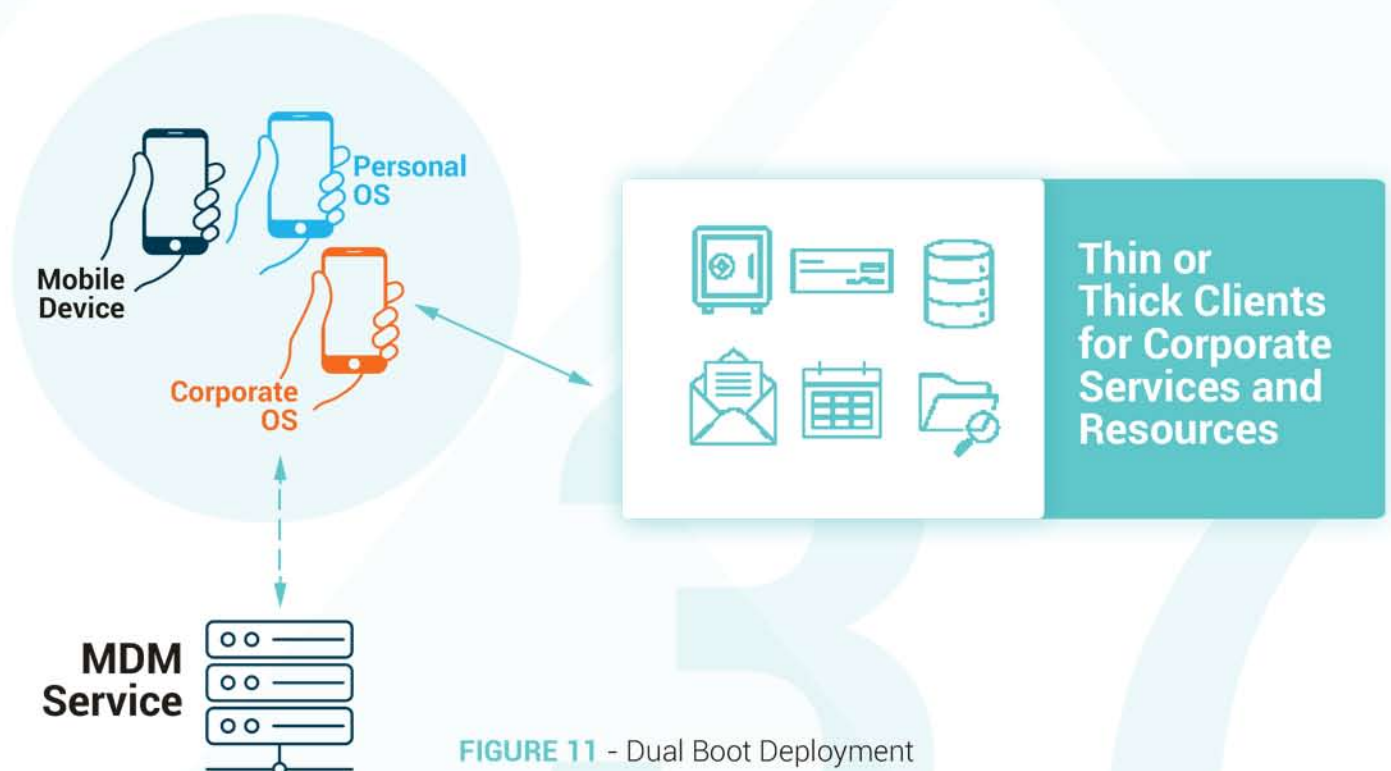 Personal
OS
Mobile
Device
Corporate
OS
Thin or
Thick Clients
for Corporate
Services and
Resources
MDM
Service
FIGURE 11 - Dual Boot Deployment